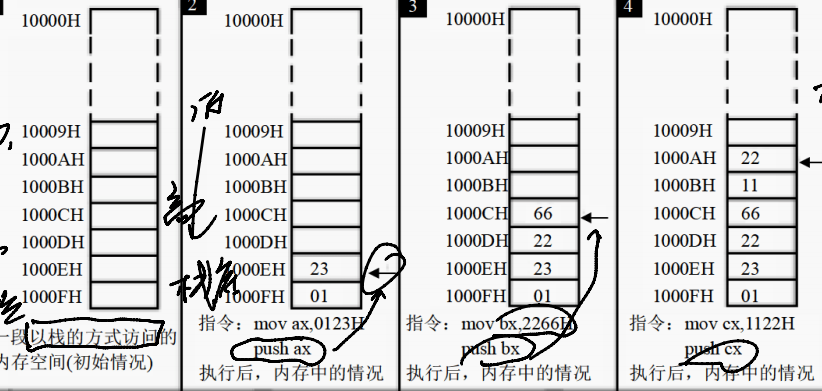 2
3
4
10000H
10009H
1000AH
1000BH
1000CH
1000DH
1000EH
1000FH
一段以栈的方式访问的
内存空间(初始情况)
10000H
10009H
1000AH
1000BH
1000CH
1000DH
000EH 23
1000FH 01
指令：mov ax,0123H
push ax
执行后，内存中的情况
10000H
10009H
1000AH
1000BH
1000CH 66
1000DH 22
1000EH 23
1000FH 01
指令：mov bx,2266H
push bx
执行后，内存中的情况
10000H
10009H
1000AH 22
1000BH 11
1000CH 66
1000DH 22
1000EH 23
1000FH 01
指令：mov cx,1122H
push cx
执行后，内存中的情况